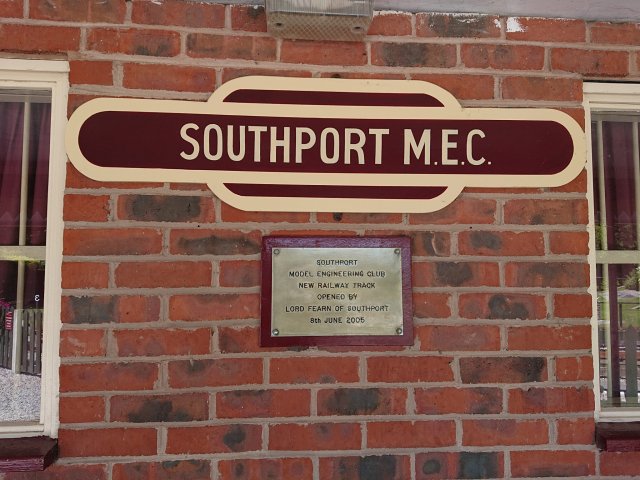 SOUTHPORT M.E.C.
SOUTHPORT
MODEL ENGINEERING CLUB
NEW RAILWAY TRACK
OPENED BY
LORD FEARN OF SOUTHPORT
8th JUNE 2005